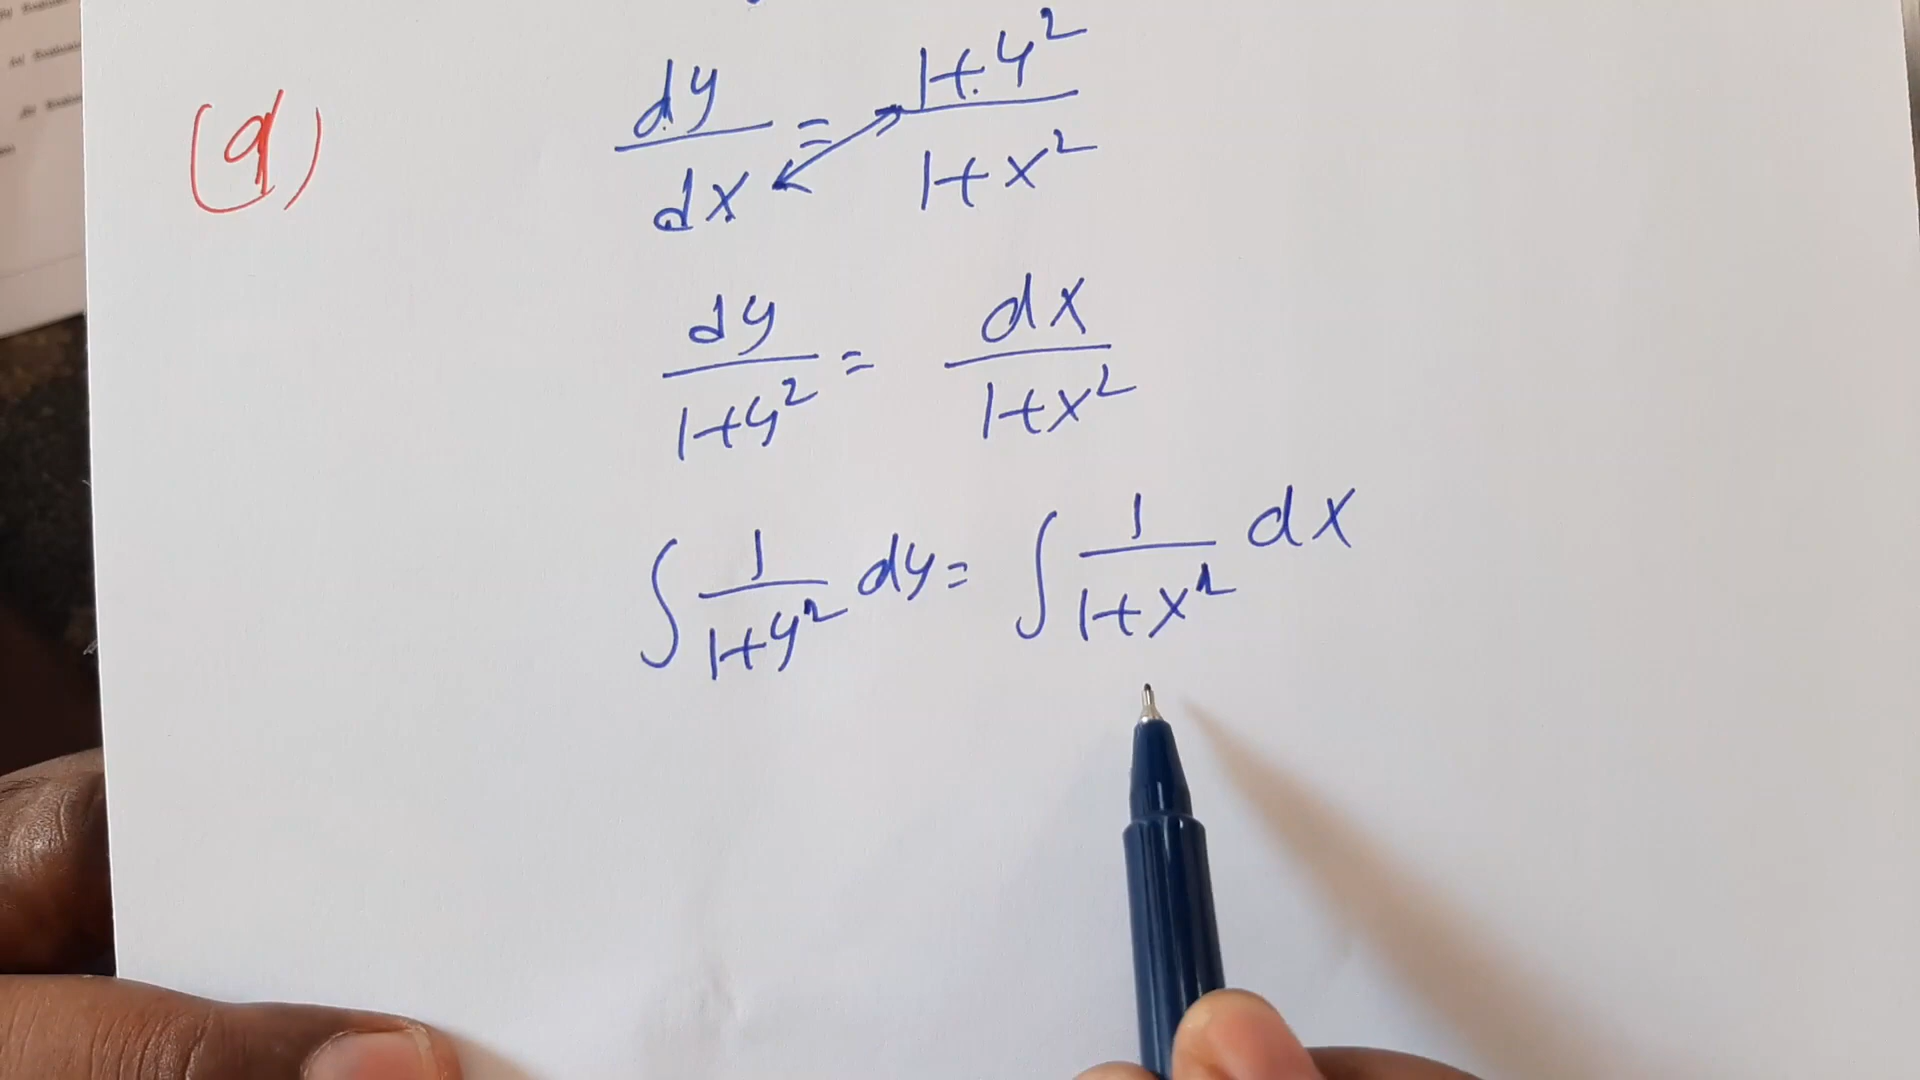 (9)
dy/dx = (1+y²)/(1+x²)
dy/(1+y²) = dx/(1+x²)
∫ 1/(1+y²) dy = ∫ 1/(1+x²) dx